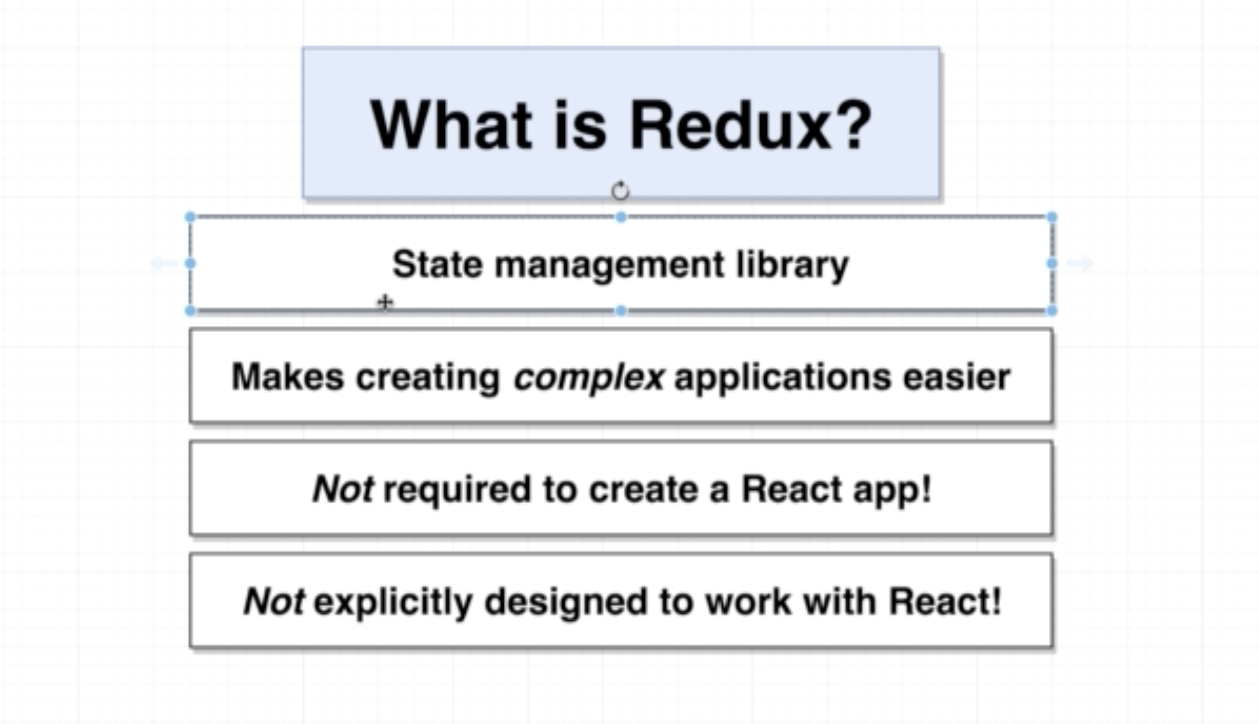 What is Redux?
State management library
Makes creating complex applications easier
Not required to create a React app!
Not explicitly designed to work with React!